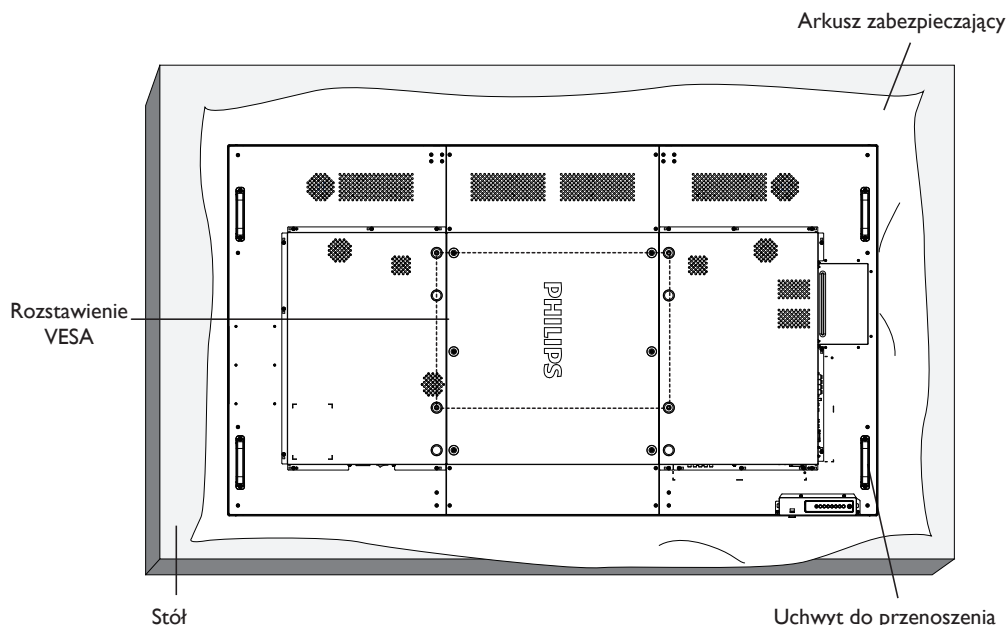 Arkusz zabezpieczający
Rozstawienie
VESA
PHILIPS
Stół
Uchwyt do przenoszenia